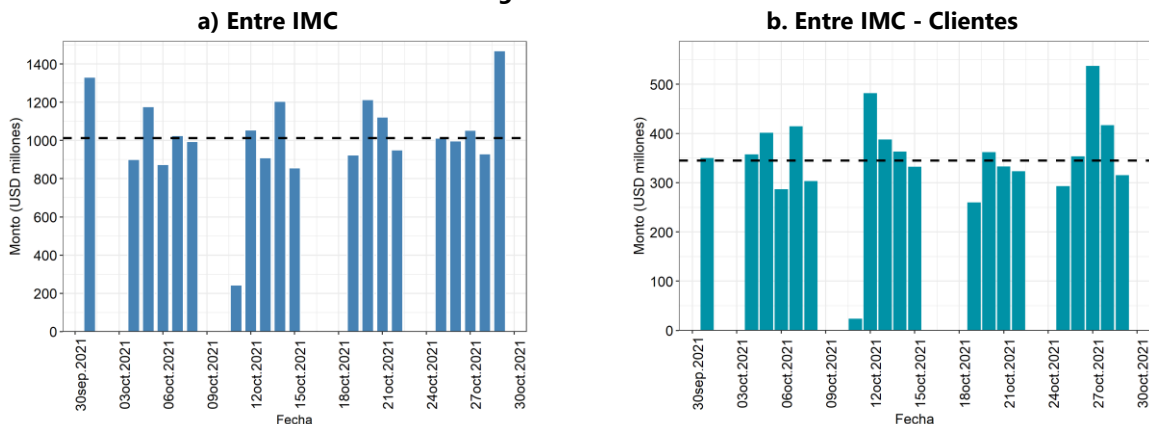 a) Entre IMC
Monto (USD millones)
1400
1200
1000
800
600
400
200
0
30sep.2021
03oct.2021
06oct.2021
09oct.2021
12oct.2021
15oct.2021
18oct.2021
21oct.2021
24oct.2021
27oct.2021
30oct.2021
Fecha
b. Entre IMC - Clientes
Monto (USD millones)
500
400
300
200
100
0
30sep.2021
03oct.2021
06oct.2021
09oct.2021
12oct.2021
15oct.2021
18oct.2021
21oct.2021
24oct.2021
27oct.2021
30oct.2021
Fecha